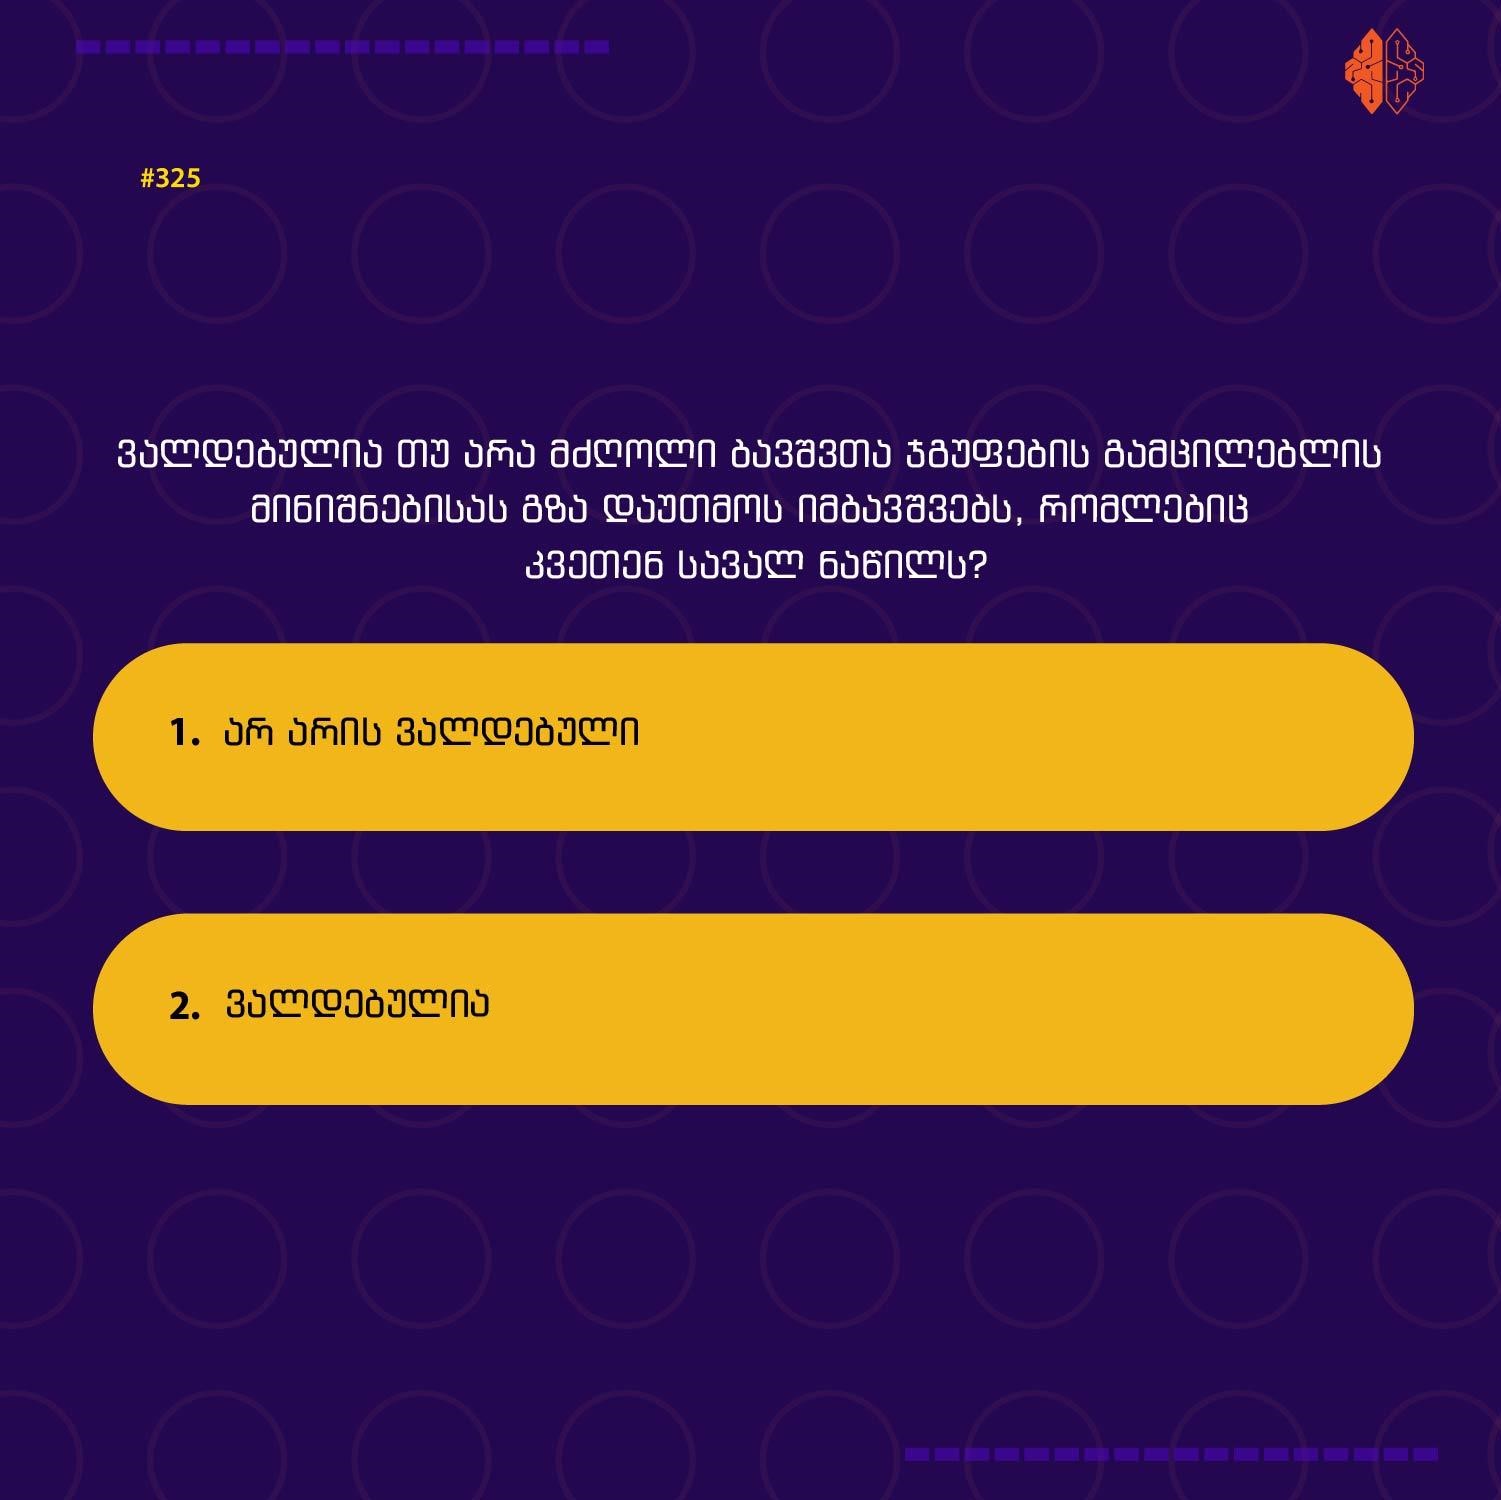 #325
ვალდებულია თუ არა მძღოლი ბავშვთა ჯგუფების გამცილებლის
მინიშნებისას გზა დაუთმოს იმბავშვებს, რომლებიც
კვეთენ სავალ ნაწილს?
1. არ არის ვალდებული
2. ვალდებულია